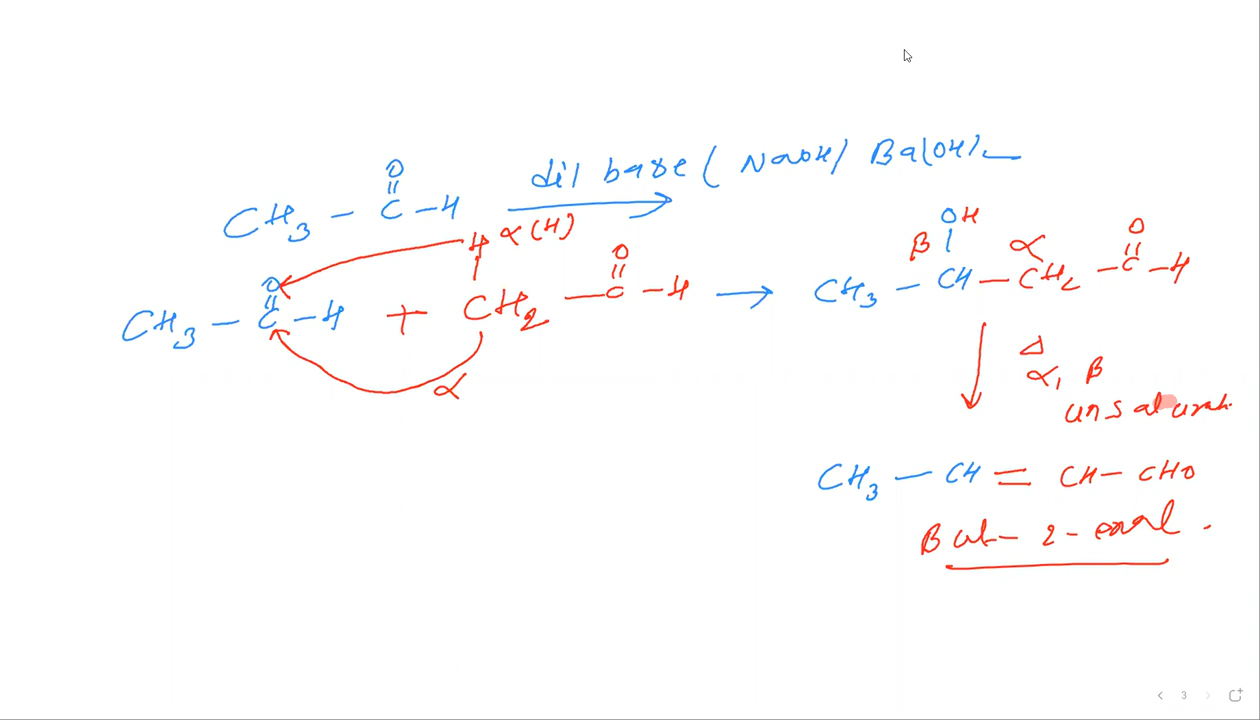 dil base ( NaOH / Ba(OH)2
O
CH3 - C - H
α (H)
O H O
CH3 - C - H + CH2 - C - H
α
OH O
β α
CH3 - CH - CH2 - C - H
Δ
α, β
CH3 - CH = CH - CHO
But - 2 - enal .
3